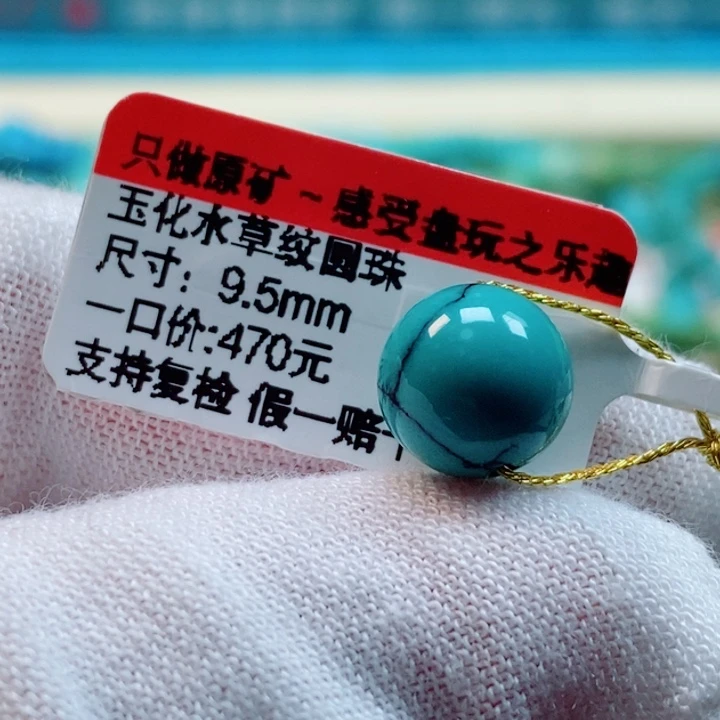 只做原矿~感受盘玩之乐趣
玉化水草纹圆珠
尺寸: 9.5mm
一口价:470元
支持复检 假一赔